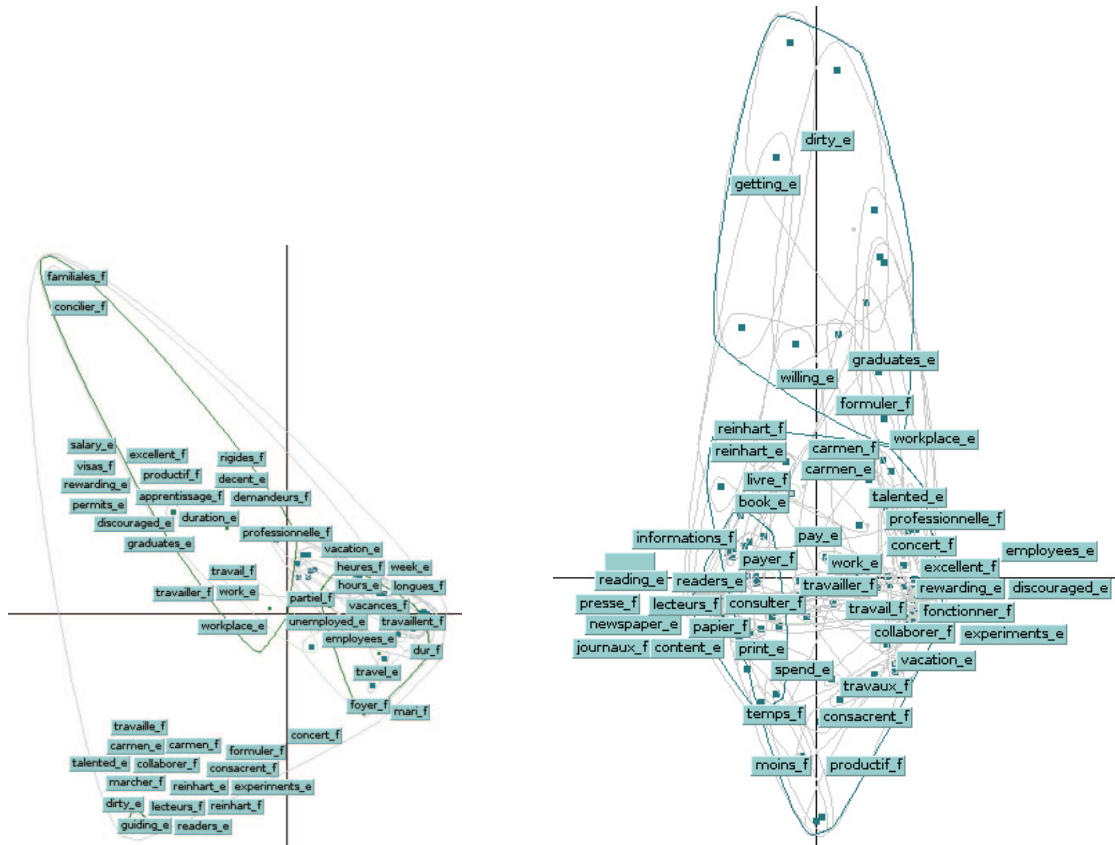 familiales_f
concilier_f
salary_e
excellent_f
rigides_f
visas_f
productif_f
decent_e
rewarding_e
apprentissage_f
demandeurs_f
permits_e
discouraged_e
duration_e
graduates_e
professionnelle_f
vacation_e
travail_f
heures_f
week_e
travailler_f
work_e
hours_e
longues_f
partiel_f
vacances_f
workplace_e
unemployed_e
travaillent_f
employees_e
dur_f
travel_e
foyer_f
mari_f
travaille_f
concert_f
carmen_e
carmen_f
formuler_f
talented_e
collaborer_f
consacrent_f
marcher_f
reinhart_e
experiments_e
dirty_e
lecteurs_f
reinhart_f
guiding_e
readers_e
dirty_e
getting_e
graduates_e
willing_e
formuler_f
reinhart_f
workplace_e
reinhart_e
carmen_f
livre_f
carmen_e
book_e
talented_e
professionnelle_f
informations_f
pay_e
concert_f
employees_e
payer_f
work_e
excellent_f
reading_e
readers_e
travailler_f
rewarding_e
discouraged_e
presse_f
lecteurs_f
consulter_f
travail_f
fonctionner_f
newspaper_e
papier_f
collaborer_f
experiments_e
journaux_f
content_e
print_e
vacation_e
spend_e
travaux_f
temps_f
consacrent_f
moins_f
productif_f